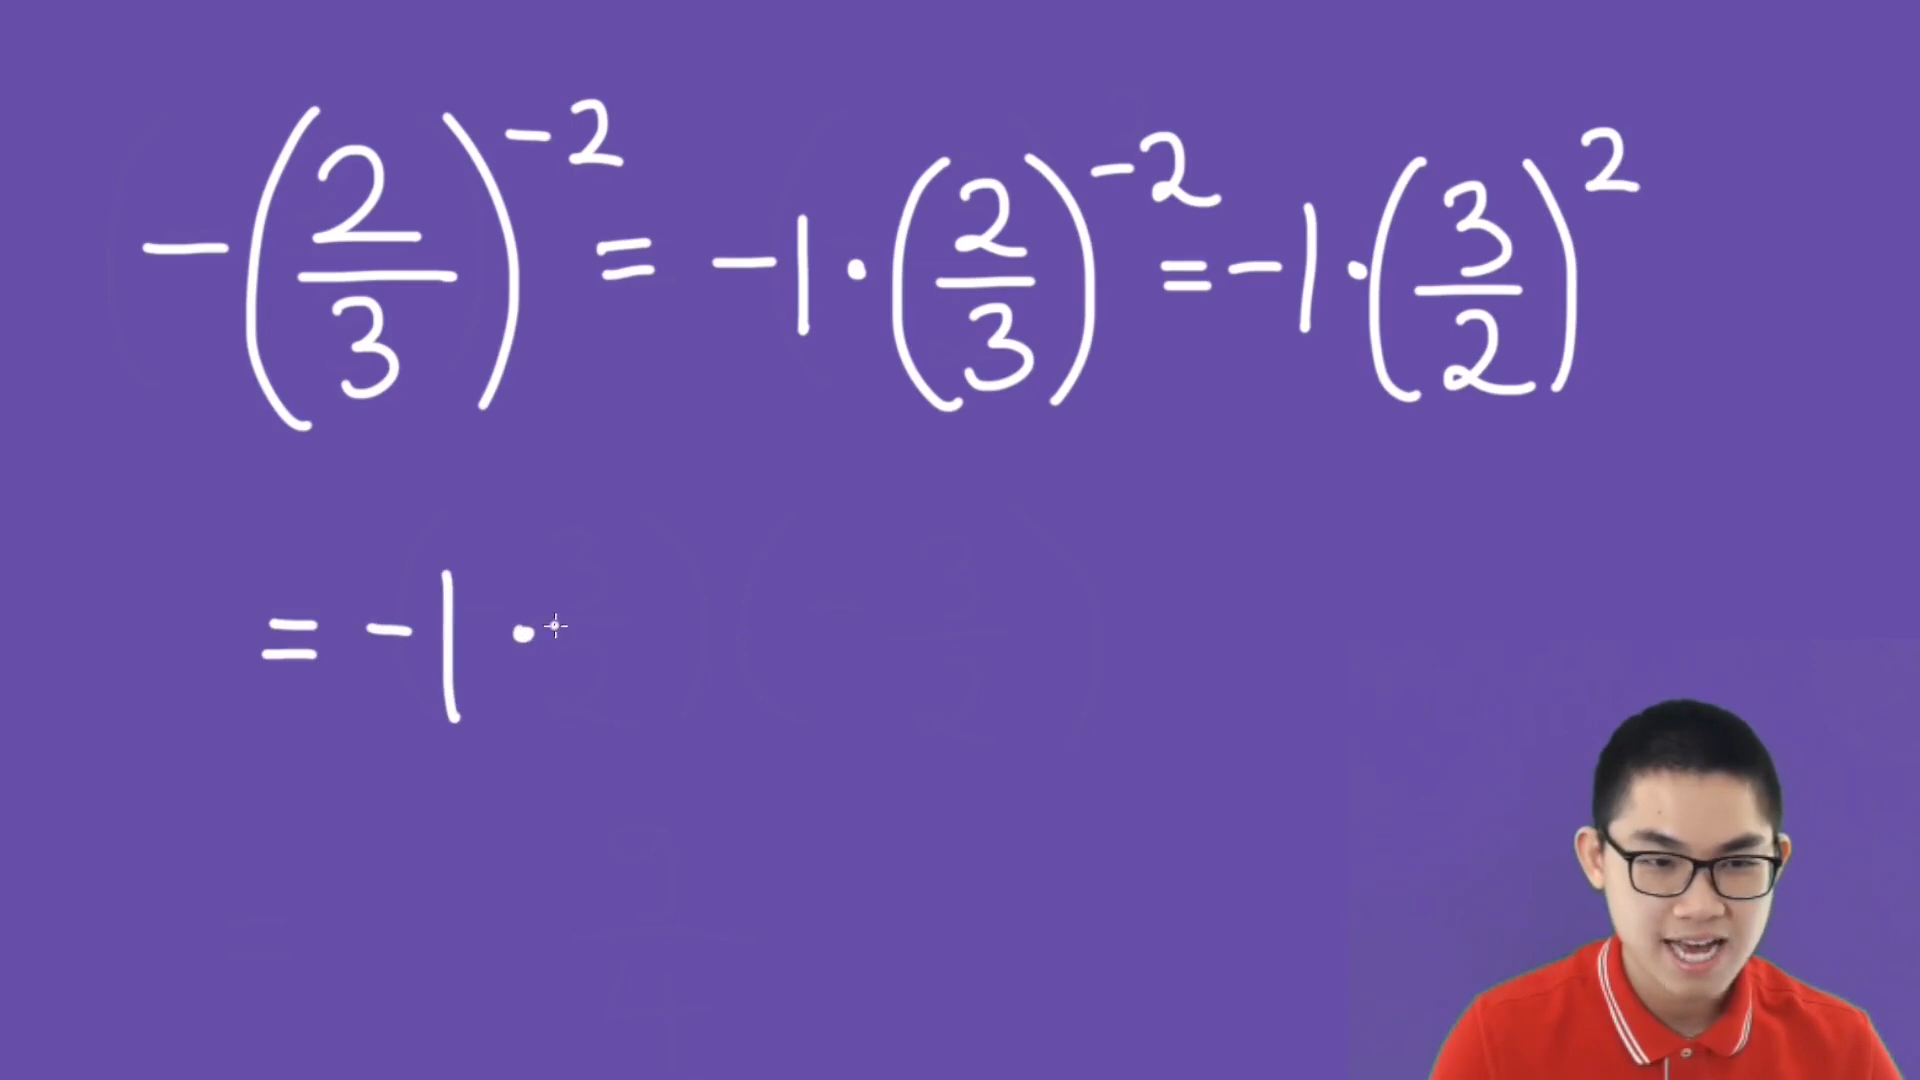 -(2/3)^-2 = -1·(2/3)^-2 = -1·(3/2)^2
= -1 ·